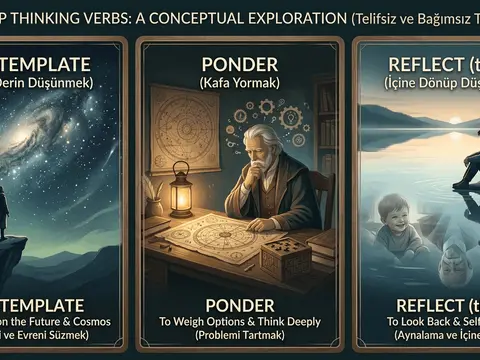 P THINKING VERBS: A CONCEPTUAL EXPLORATION (Telifsiz ve Bağımsız T
TEMPLATE
(Derin Düşünmek)
PONDER
(Kafa Yormak)
REFLECT (t
(İçine Dönüp Düş
TEMPLATE
on the Future & Cosmos
i ve Evreni Süzmek)
PONDER
To Weigh Options & Think Deeply
(Problemi Tartmak)
REFLECT (t
To Look Back & Self
(Aynalama ve İçine